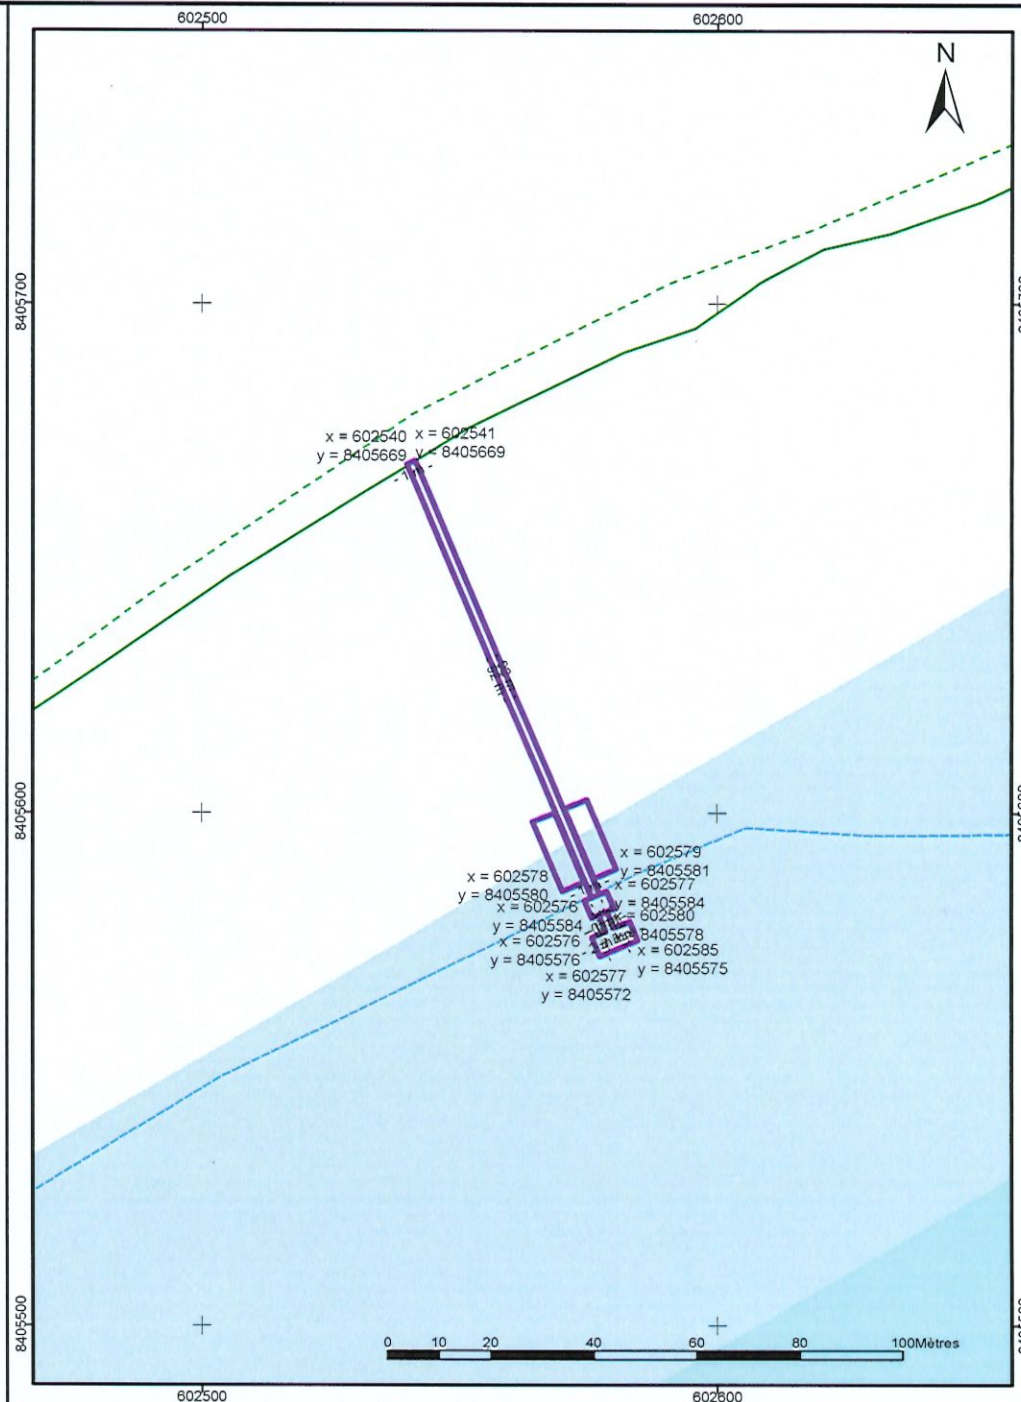 602500
602600
N
8405700
x = 602540
y = 8405669
x = 602541
y = 8405669
8405600
x = 602578
y = 8405580
x = 602579
y = 8405581
x = 602577
y = 8405584
x = 602576
y = 8405584
602580
8405578
x = 602576
y = 8405576
x = 602585
y = 8405575
x = 602577
y = 8405572
8405500
0 10 20 40 60 80 100Mètres
602500
602600